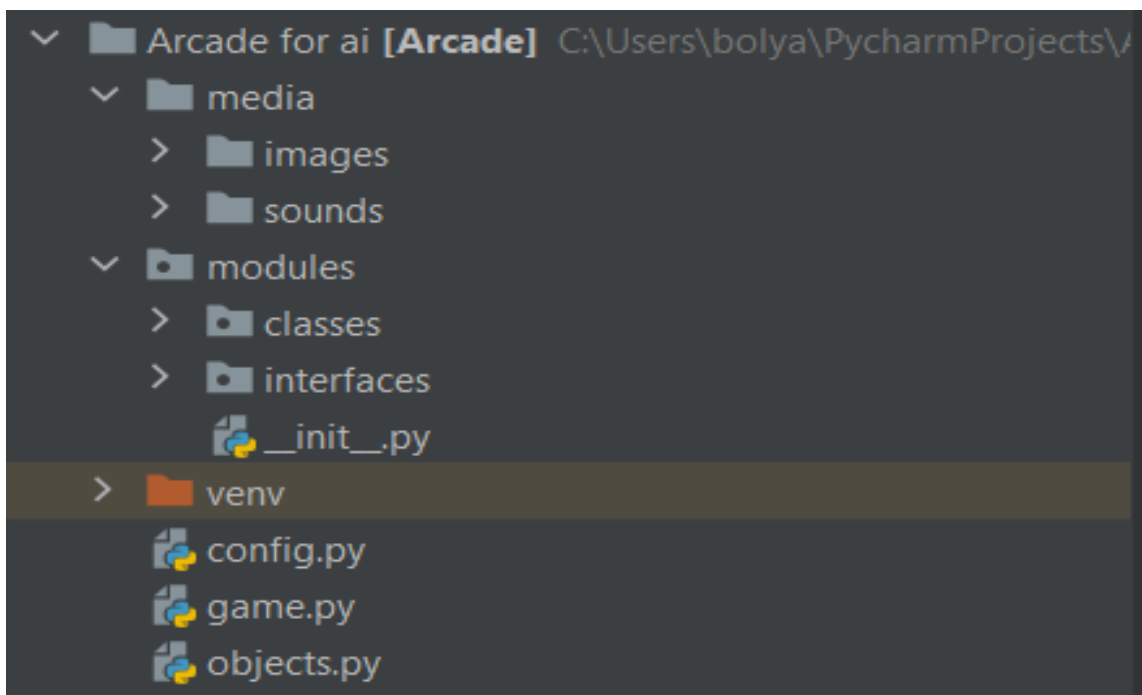 Arcade for ai [Arcade] C:\Users\bolya\PycharmProjects\
media
images
sounds
modules
classes
interfaces
__init__.py
venv
config.py
game.py
objects.py